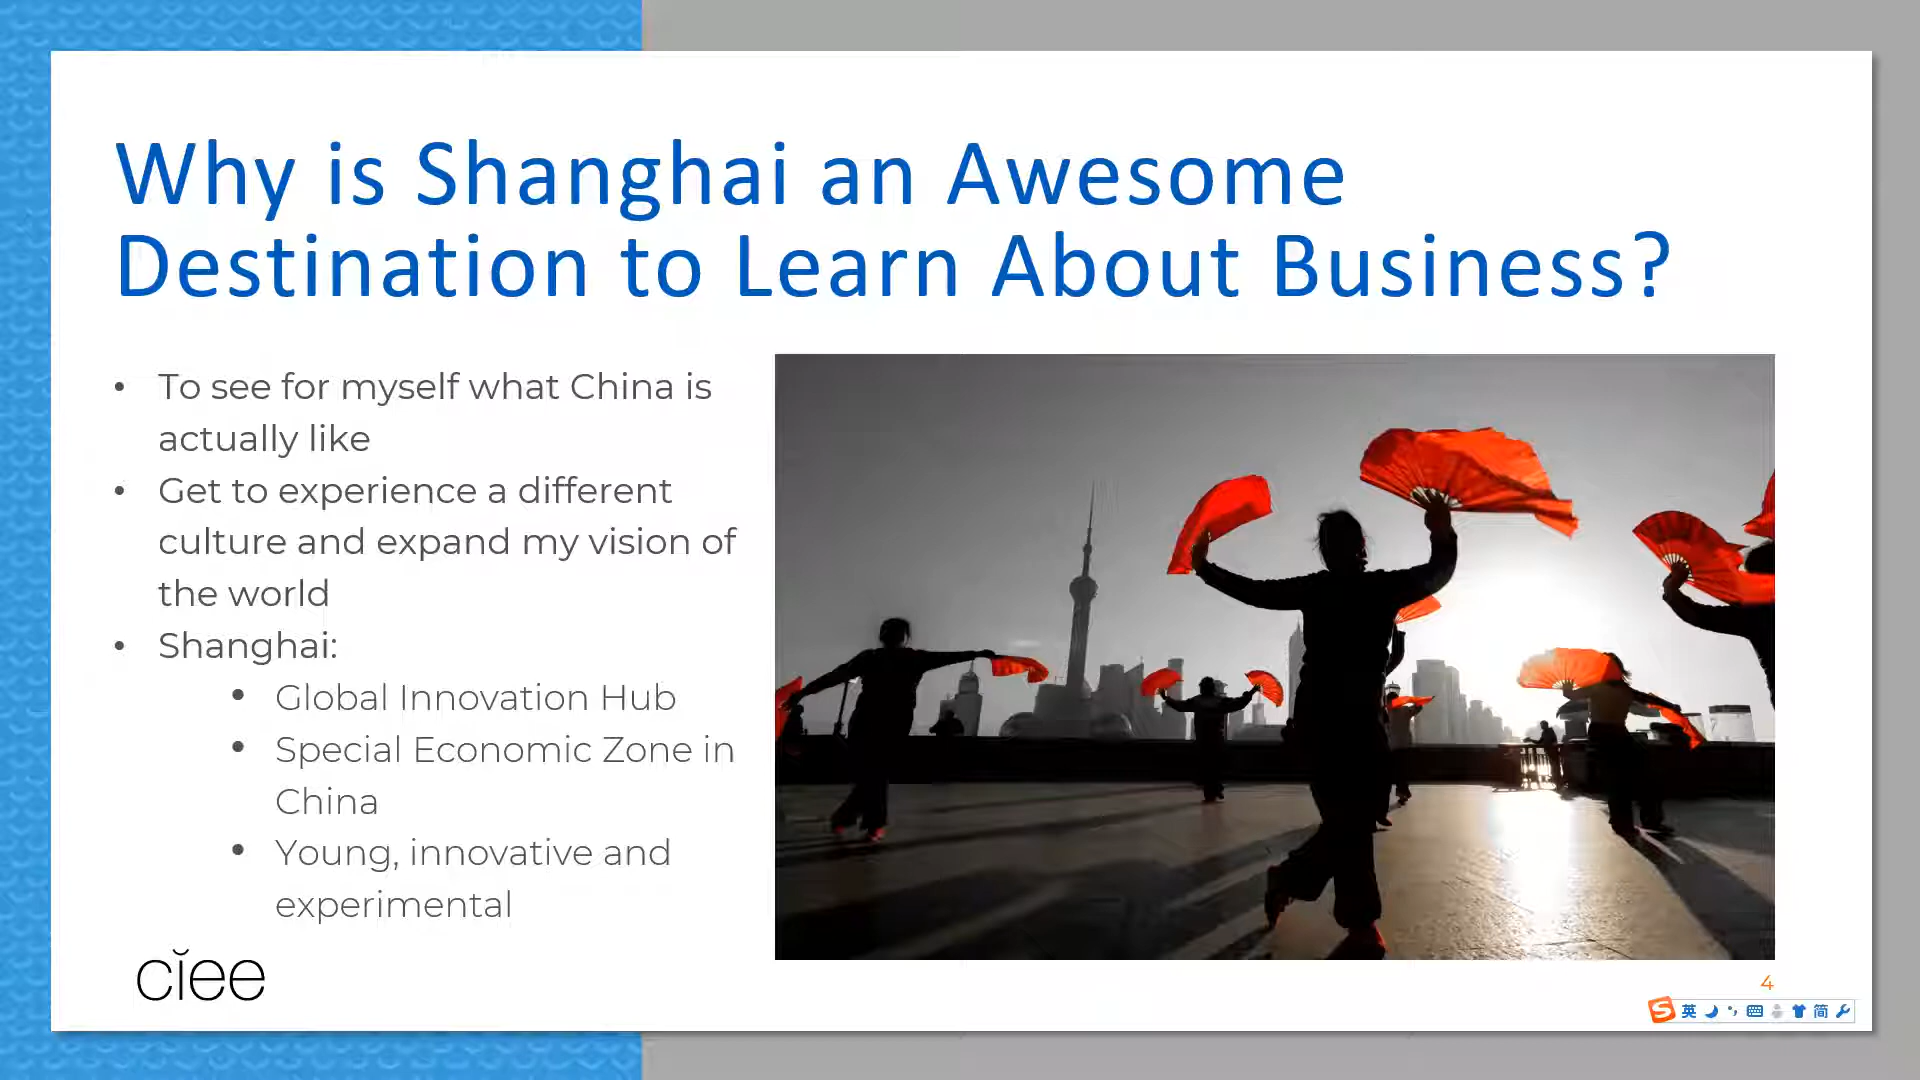 Why is Shanghai an Awesome
Destination to Learn About Business?
• To see for myself what China is
actually like
• Get to experience a different
culture and expand my vision of
the world
• Shanghai:
• Global Innovation Hub
• Special Economic Zone in
China
• Young, innovative and
experimental
ciee
4
S 英 简